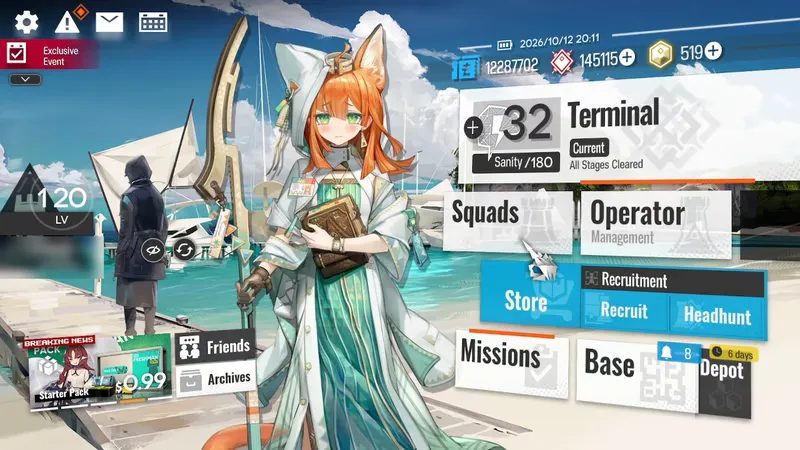 Exclusive
Event
2026/10/12 20:11
12287702
145115
519
32
Sanity /180
Terminal
Current
All Stages Cleared
120
LV
Squads
Operator
Management
Store
Recruitment
Recruit
Headhunt
BREAKING NEWS
PACK
$0.99
Starter Pack
Friends
Archives
Missions
Base
8
6 days
Depot